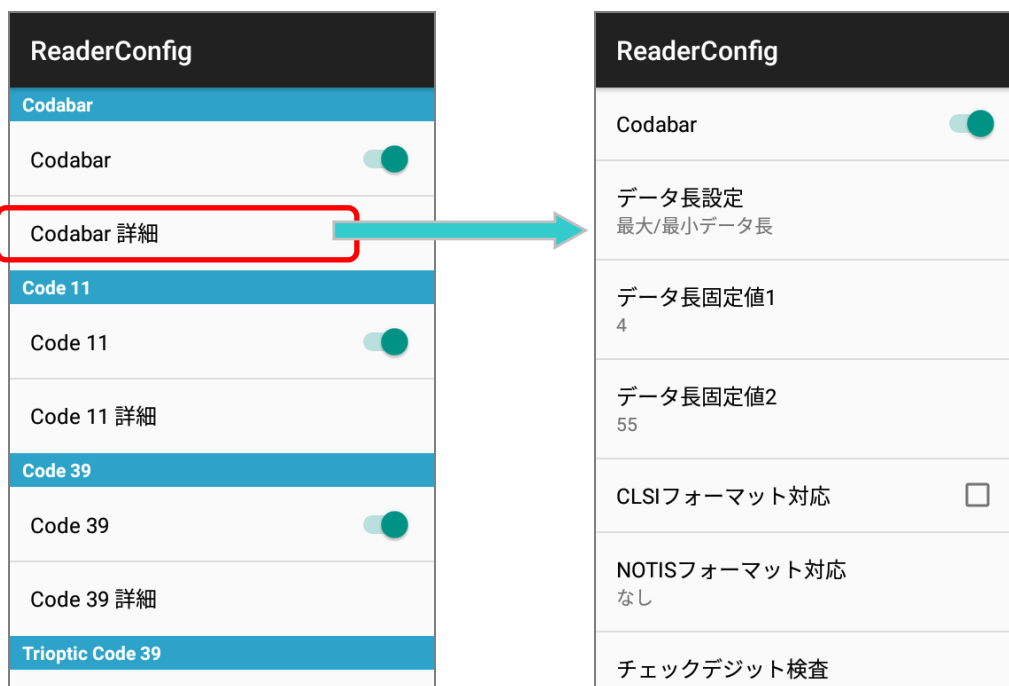 ReaderConfig
Codabar
Codabar
Codabar 詳細
Code 11
Code 11
Code 11 詳細
Code 39
Code 39
Code 39 詳細
Trioptic Code 39
ReaderConfig
Codabar
データ長設定
最大/最小データ長
データ長固定値1
4
データ長固定値2
55
CLSIフォーマット対応
NOTISフォーマット対応
なし
チェックデジット検査